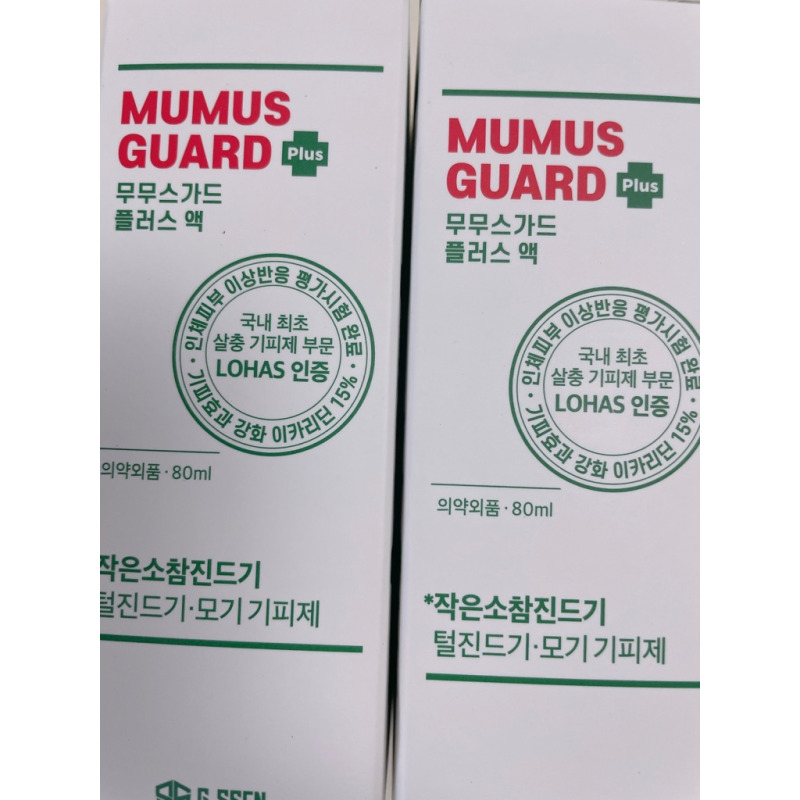 MUMUS
GUARD Plus
무무스가드
플러스 액
인체피부 이상반응 평가시험 완료
국내 최초
살충 기피제 부문
LOHAS 인증
기피효과 강화 이카리딘 15%
의약외품·80ml
작은소참진드기
털진드기·모기 기피제
G SSEN
MUMUS
GUARD Plus
무무스가드
플러스 액
인체피부 이상반응 평가시험 완료
국내 최초
살충 기피제 부문
LOHAS 인증
기피효과 강화 이카리딘 15%
의약외품·80ml
*작은소참진드기
털진드기·모기 기피제